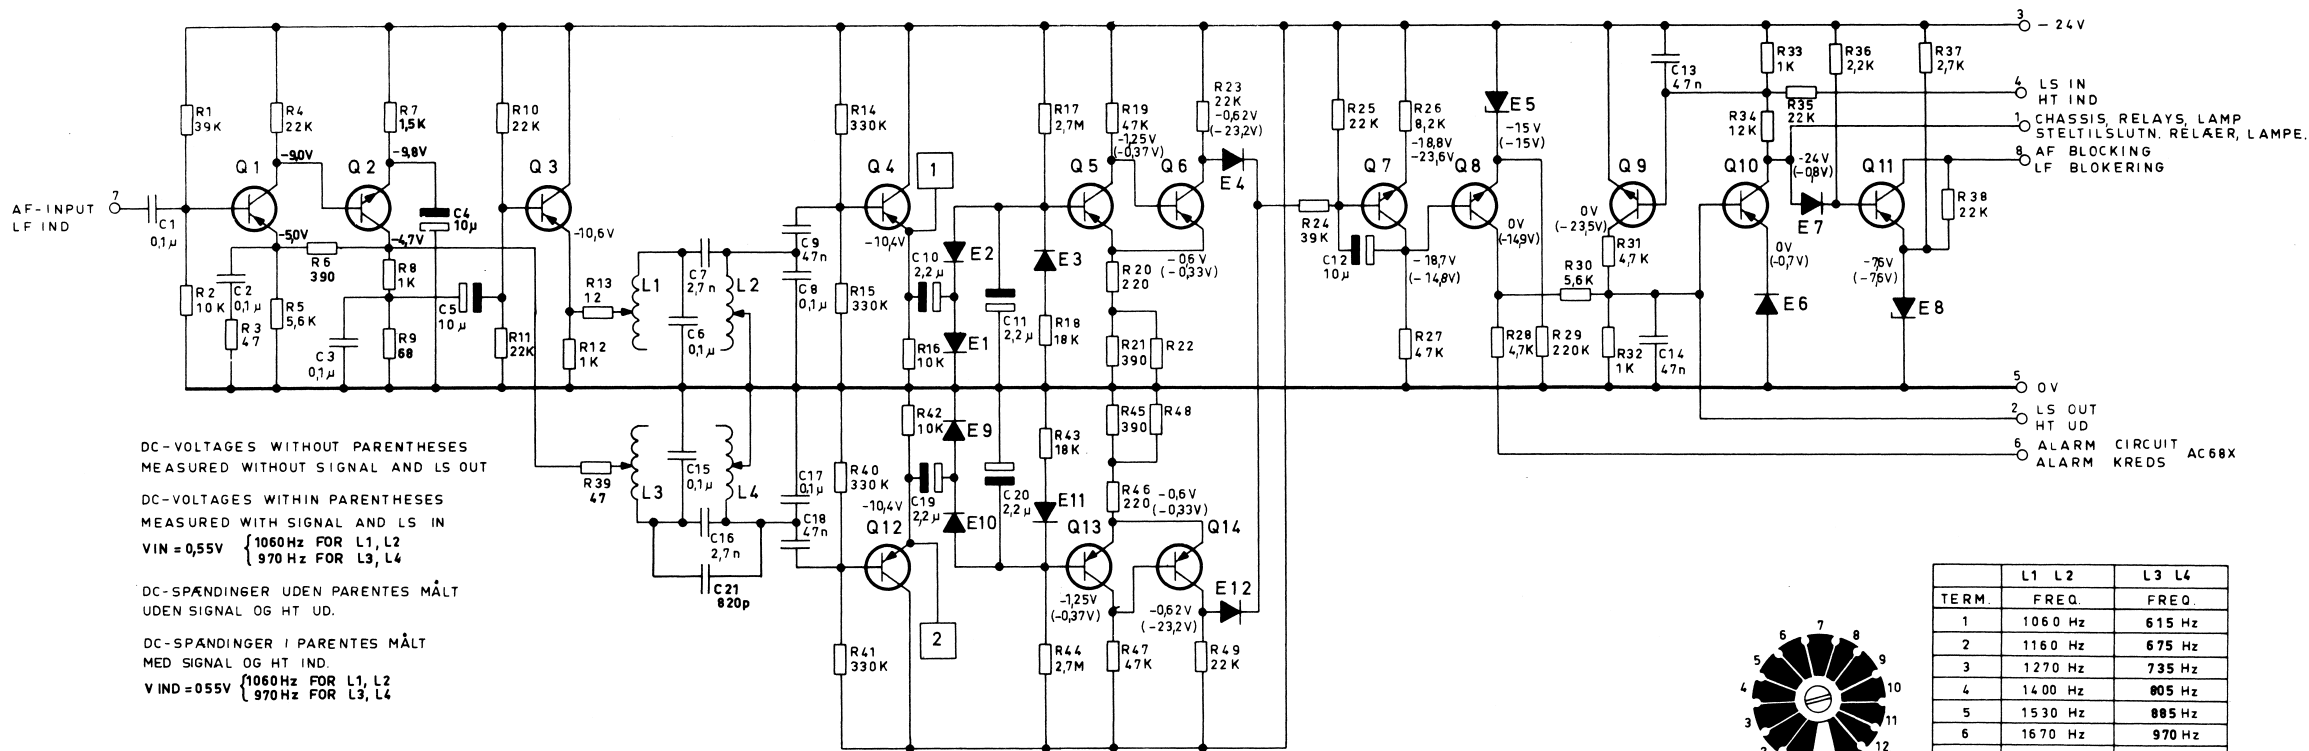 3
-24V
4
LS IN
HT IND
1
CHASSIS, RELAYS, LAMP
STELTILSLUTN. RELÆER, LAMPE.
8
AF BLOCKING
LF BLOKERING
5
0V
2
LS OUT
HT UD
6
ALARM CIRCUIT
ALARM KREDS
AC68X
7
AF-INPUT
LF IND
C1
0,1µ
R1
39K
R2
10K
R4
22K
-9,0V
Q1
-5,0V
R6
390
C2
0,1µ
R3
47
R5
5,6K
R7
1,5K
-9,8V
Q2
-4,7V
C4
10µ
R8
1K
C3
0,1µ
R9
68
C5
10µ
R10
22K
R11
22K
Q3
-10,6V
R13
12
R12
1K
L1
C7
2,7n
L2
C6
0,1µ
C9
47n
C8
0,1µ
R14
330K
R15
330K
Q4
1
-10,4V
C10
2,2µ
R16
10K
E2
E1
C11
2,2µ
R17
2,7M
E3
R18
18K
R19
47K
-1,25V
(-0,37V)
Q5
Q6
-0,6V
(-0,33V)
R20
220
R21
390
R22
R23
22K
-0,62V
(-23,2V)
E4
R24
39K
R25
22K
C12
10µ
R26
8,2K
-18,8V
-23,6V
Q7
-18,7V
(-14,8V)
R27
47K
E5
-15V
(-15V)
Q8
0V
(-14,9V)
R28
4,7K
R29
220K
R30
5,6K
Q9
0V
(-23,5V)
R31
4,7K
R32
1K
C14
47n
C13
47n
R33
1K
R34
12K
R35
22K
R36
2,2K
R37
2,7K
Q10
-24V
(-0,8V)
E7
0V
(-0,7V)
E6
Q11
R38
22K
-7,6V
(-7,6V)
E8
R39
47
L3
C15
0,1µ
L4
C16
2,7n
C21
820p
C17
0,1µ
C18
47n
R40
330K
R41
330K
R42
10K
-10,4V
Q12
2
C19
2,2µ
E9
E10
C20
2,2µ
R43
18K
E11
R44
2,7M
R45
390
R48
R46
220
-0,6V
(-0,33V)
Q13
Q14
-1,25V
(-0,37V)
R47
47K
-0,62V
(-23,2V)
R49
22K
E12
DC-VOLTAGES WITHOUT PARENTHESES
MEASURED WITHOUT SIGNAL AND LS OUT
DC-VOLTAGES WITHIN PARENTHESES
MEASURED WITH SIGNAL AND LS IN
VIN = 0,55V { 1060Hz FOR L1, L2
970 Hz FOR L3, L4
DC-SPÆNDINGER UDEN PARENTES MÅLT
UDEN SIGNAL OG HT UD.
DC-SPÆNDINGER I PARENTES MÅLT
MED SIGNAL OG HT IND.
V IND = 055V { 1060Hz FOR L1, L2
970Hz FOR L3, L4
3
4
5
6
7
8
9
10
11
12
L1 L2 L3 L4
TERM. FREQ. FREQ.
1 1060 Hz 615 Hz
2 1160 Hz 675 Hz
3 1270 Hz 735 Hz
4 1400 Hz 805 Hz
5 1530 Hz 885 Hz
6 1670 Hz 970 Hz